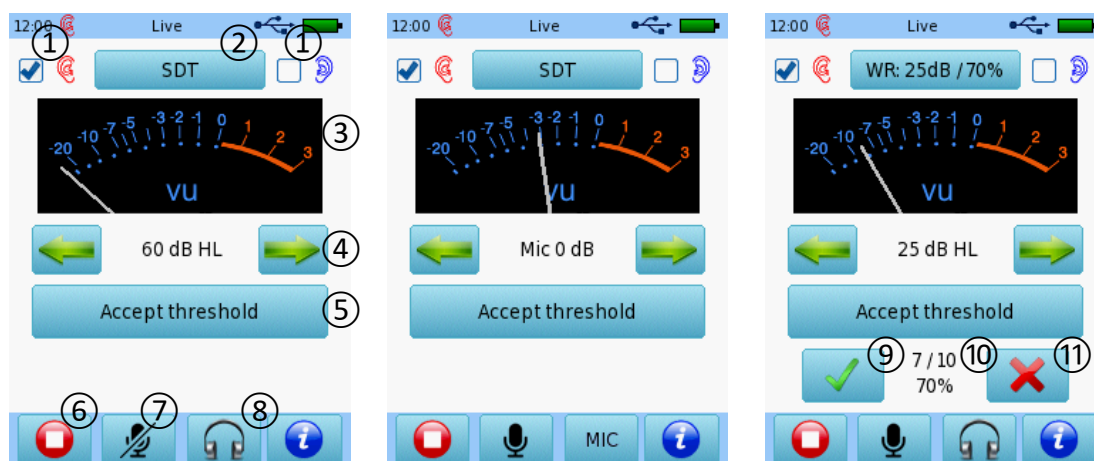 12:00 Live
① ② ①
SDT
③
-20 -10 -7 -5 -3 -2 -1 0 1 2 3
vu
60 dB HL ④
Accept threshold ⑤
⑥ ⑦ ⑧
i
12:00 Live
SDT
-20 -10 -7 -5 -3 -2 -1 0 1 2 3
vu
Mic 0 dB
Accept threshold
MIC i
12:00 Live
WR: 25dB / 70%
-20 -10 -7 -5 -3 -2 -1 0 1 2 3
vu
25 dB HL
Accept threshold
⑨ 7 / 10 ⑩ ⑪
70%
i